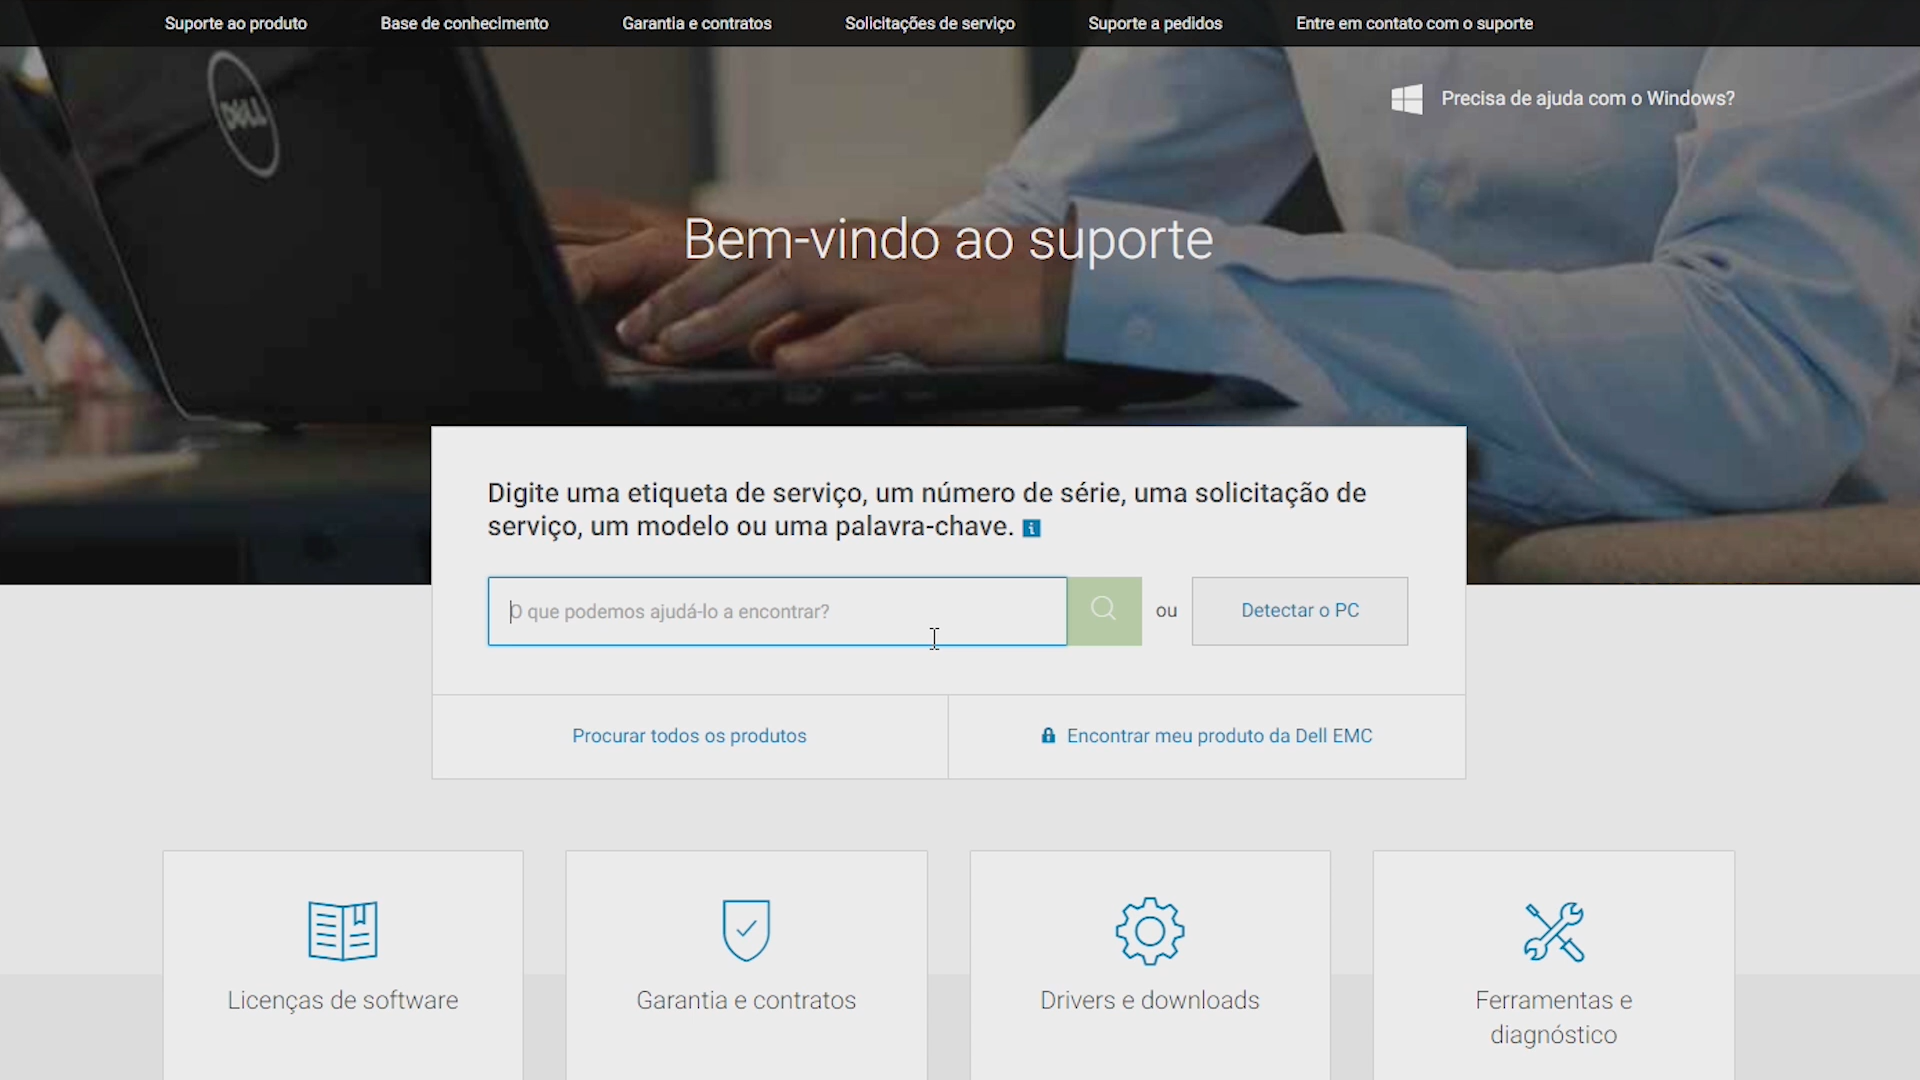 Suporte ao produto
Base de conhecimento
Garantia e contratos
Solicitações de serviço
Suporte a pedidos
Entre em contato com o suporte
DELL
Precisa de ajuda com o Windows?
Bem-vindo ao suporte
Digite uma etiqueta de serviço, um número de série, uma solicitação de
serviço, um modelo ou uma palavra-chave.
O que podemos ajudá-lo a encontrar?
ou
Detectar o PC
Procurar todos os produtos
Encontrar meu produto da Dell EMC
Licenças de software
Garantia e contratos
Drivers e downloads
Ferramentas e
diagnóstico